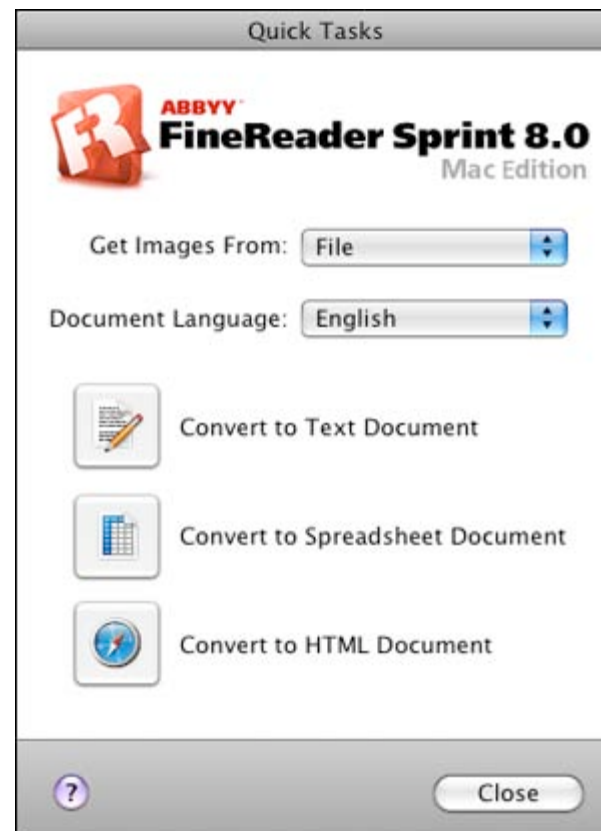 Quick Tasks
ABBYY
FineReader Sprint 8.0
Mac Edition
Get Images From: File
Document Language: English
Convert to Text Document
Convert to Spreadsheet Document
Convert to HTML Document
? Close